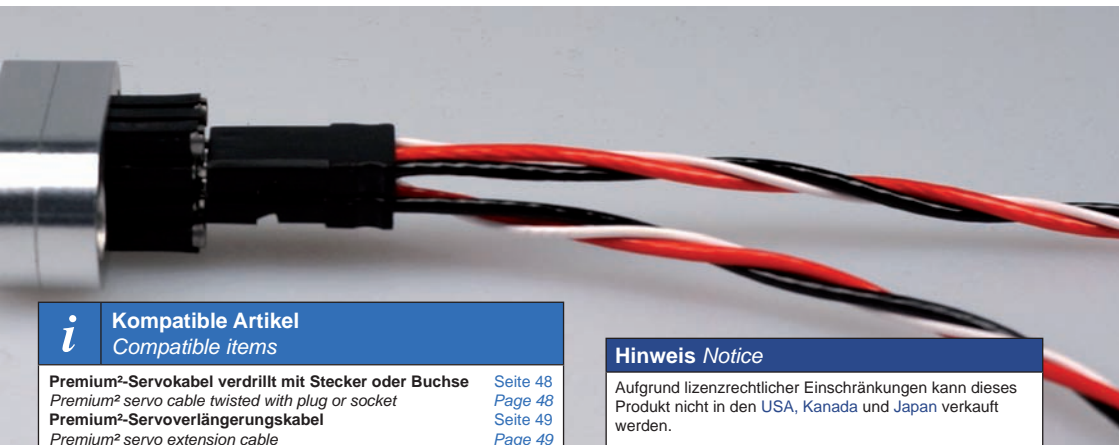 i
Kompatible Artikel
Compatible items
Premium²-Servokabel verdrillt mit Stecker oder Buchse Seite 48
Premium² servo cable twisted with plug or socket Page 48
Premium²-Servoverlängerungskabel Seite 49
Premium² servo extension cable Page 49
Hinweis Notice
Aufgrund lizenzrechtlicher Einschränkungen kann dieses
Produkt nicht in den USA, Kanada und Japan verkauft
werden.